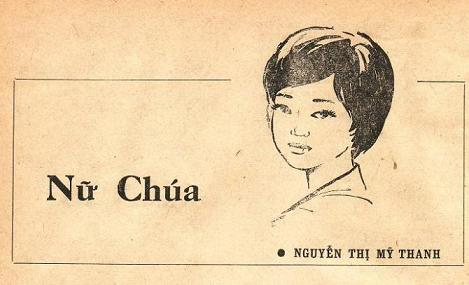 Nữ Chúa
● NGUYỄN THỊ MỸ THANH